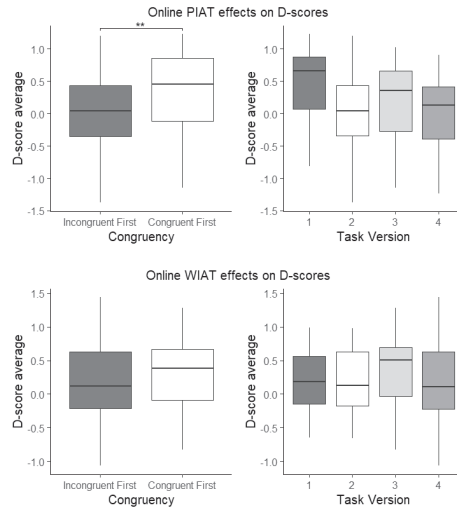 Online PIAT effects on D-scores
**
1.0
0.5
0.0
-0.5
-1.0
-1.5
D-score average
Incongruent First Congruent First
Congruency
1.0
0.5
0.0
-0.5
-1.0
-1.5
D-score average
1 2 3 4
Task Version
Online WIAT effects on D-scores
1.5
1.0
0.5
0.0
-0.5
-1.0
D-score average
Incongruent First Congruent First
Congruency
1.5
1.0
0.5
0.0
-0.5
-1.0
D-score average
1 2 3 4
Task Version